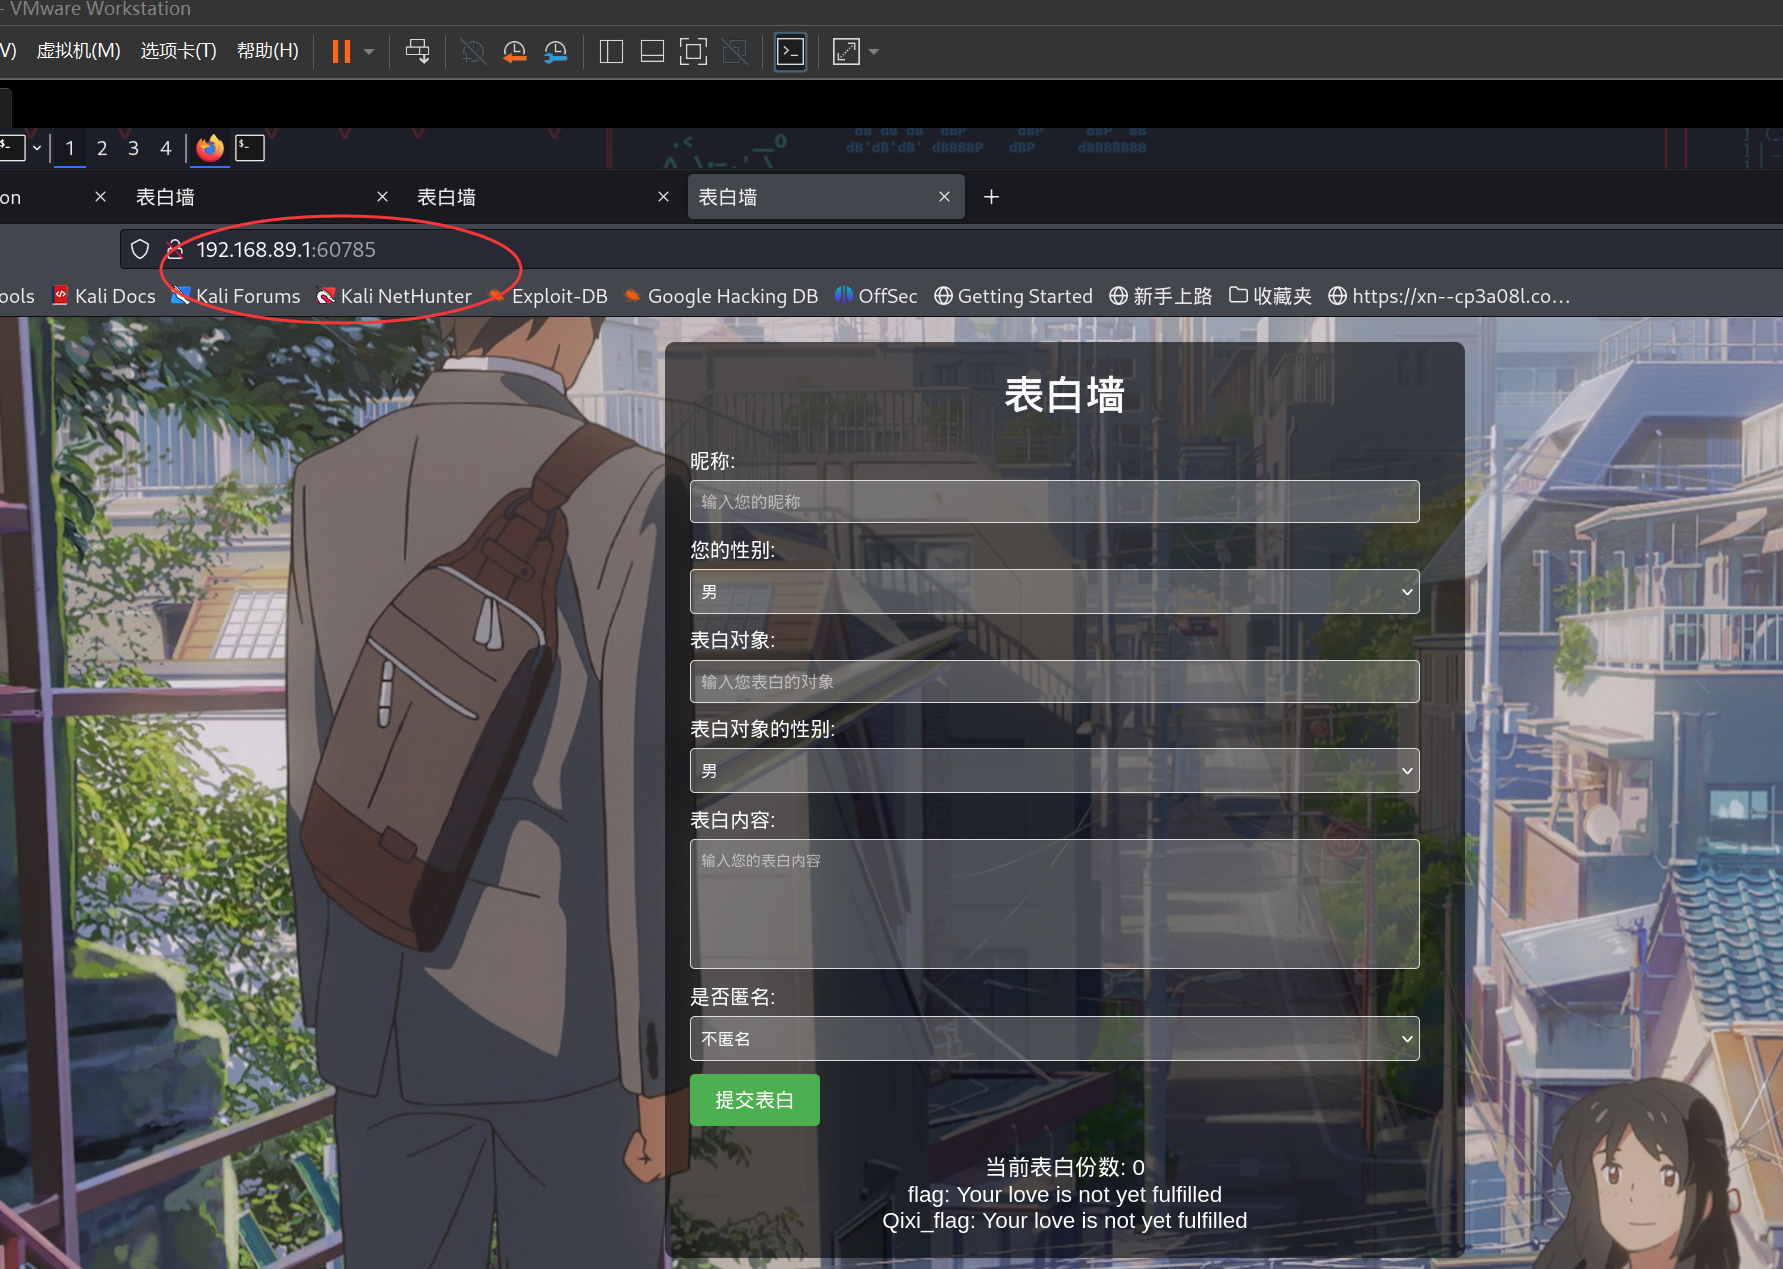 - VMware Workstation
V) 虚拟机(M) 选项卡(T) 帮助(H)
1 2 3 4
on 表白墙 表白墙 表白墙
192.168.89.1:60785
ools Kali Docs Kali Forums Kali NetHunter Exploit-DB Google Hacking DB OffSec Getting Started 新手上路 收藏夹 https://xn--cp3a08l.co...
表白墙
昵称:
输入您的昵称
您的性别:
男
表白对象:
输入您表白的对象
表白对象的性别:
男
表白内容:
输入您的表白内容
是否匿名:
不匿名
提交表白
当前表白份数: 0
flag: Your love is not yet fulfilled
Qixi_flag: Your love is not yet fulfilled